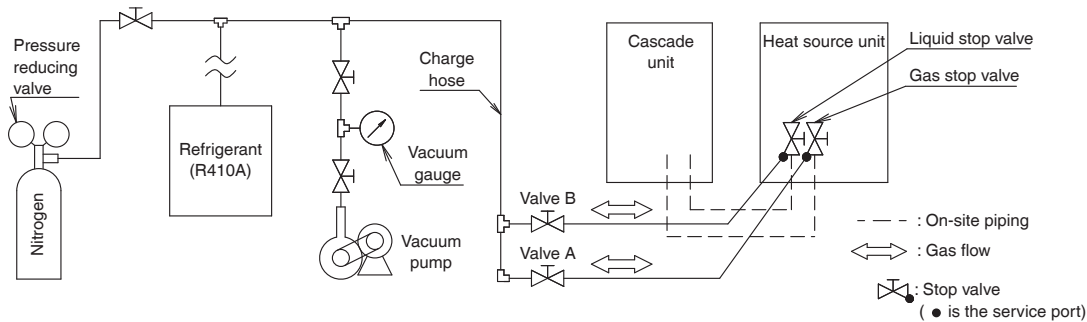 Pressure
reducing
valve
Nitrogen
Refrigerant
(R410A)
Vacuum
gauge
Vacuum
pump
Charge
hose
Valve B
Valve A
Cascade
unit
Heat source unit
Liquid stop valve
Gas stop valve
: On-site piping
: Gas flow
: Stop valve
( ● is the service port)